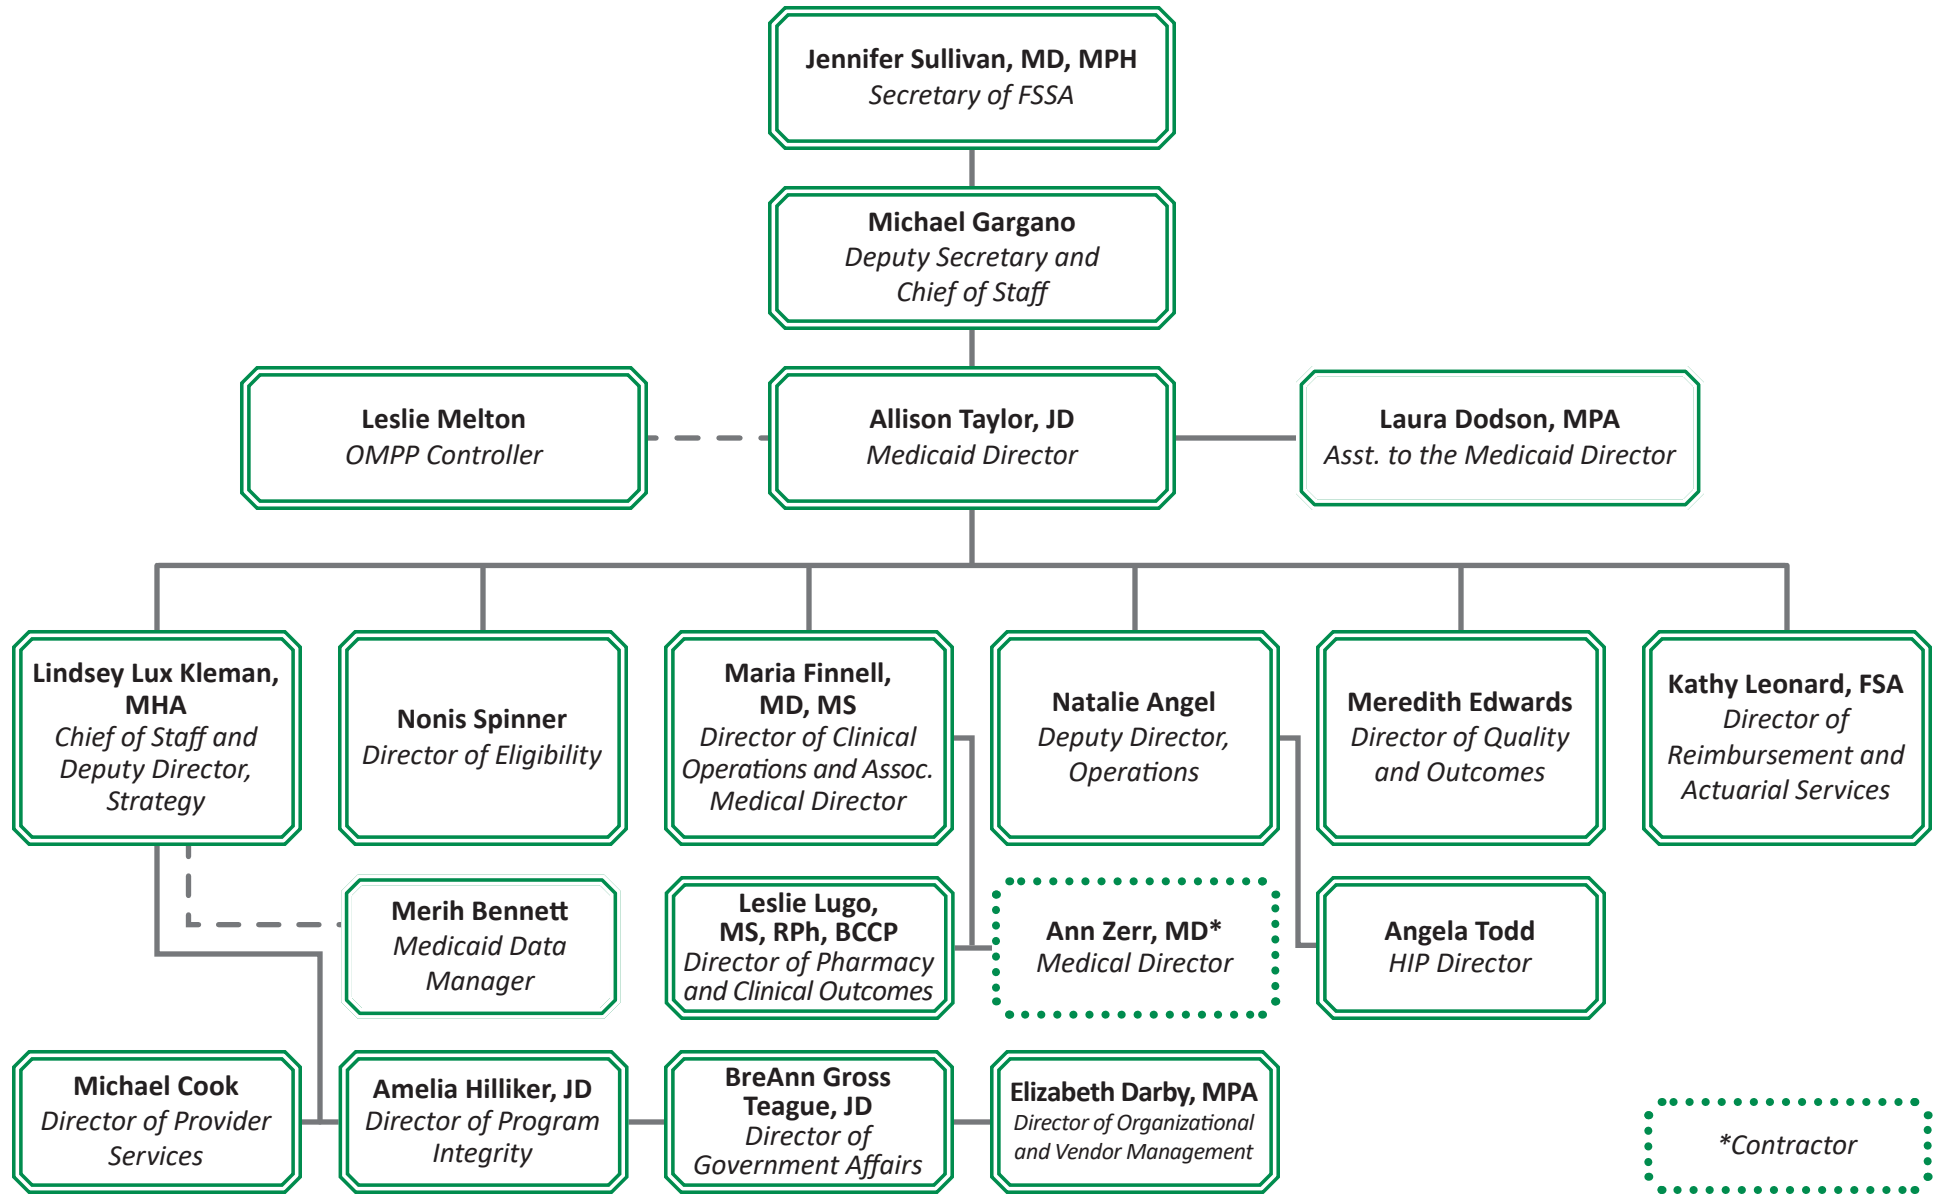 Jennifer Sullivan, MD, MPH
Secretary of FSSA
Michael Gargano
Deputy Secretary and
Chief of Staff
Leslie Melton
OMPP Controller
Allison Taylor, JD
Medicaid Director
Laura Dodson, MPA
Asst. to the Medicaid Director
Lindsey Lux Kleman,
MHA
Chief of Staff and
Deputy Director,
Strategy
Nonis Spinner
Director of Eligibility
Maria Finnell,
MD, MS
Director of Clinical
Operations and Assoc.
Medical Director
Natalie Angel
Deputy Director,
Operations
Meredith Edwards
Director of Quality
and Outcomes
Kathy Leonard, FSA
Director of
Reimbursement and
Actuarial Services
Merih Bennett
Medicaid Data
Manager
Leslie Lugo,
MS, RPh, BCCP
Director of Pharmacy
and Clinical Outcomes
Ann Zerr, MD*
Medical Director
Angela Todd
HIP Director
Michael Cook
Director of Provider
Services
Amelia Hilliker, JD
Director of Program
Integrity
BreAnn Gross
Teague, JD
Director of
Government Affairs
Elizabeth Darby, MPA
Director of Organizational
and Vendor Management
*Contractor